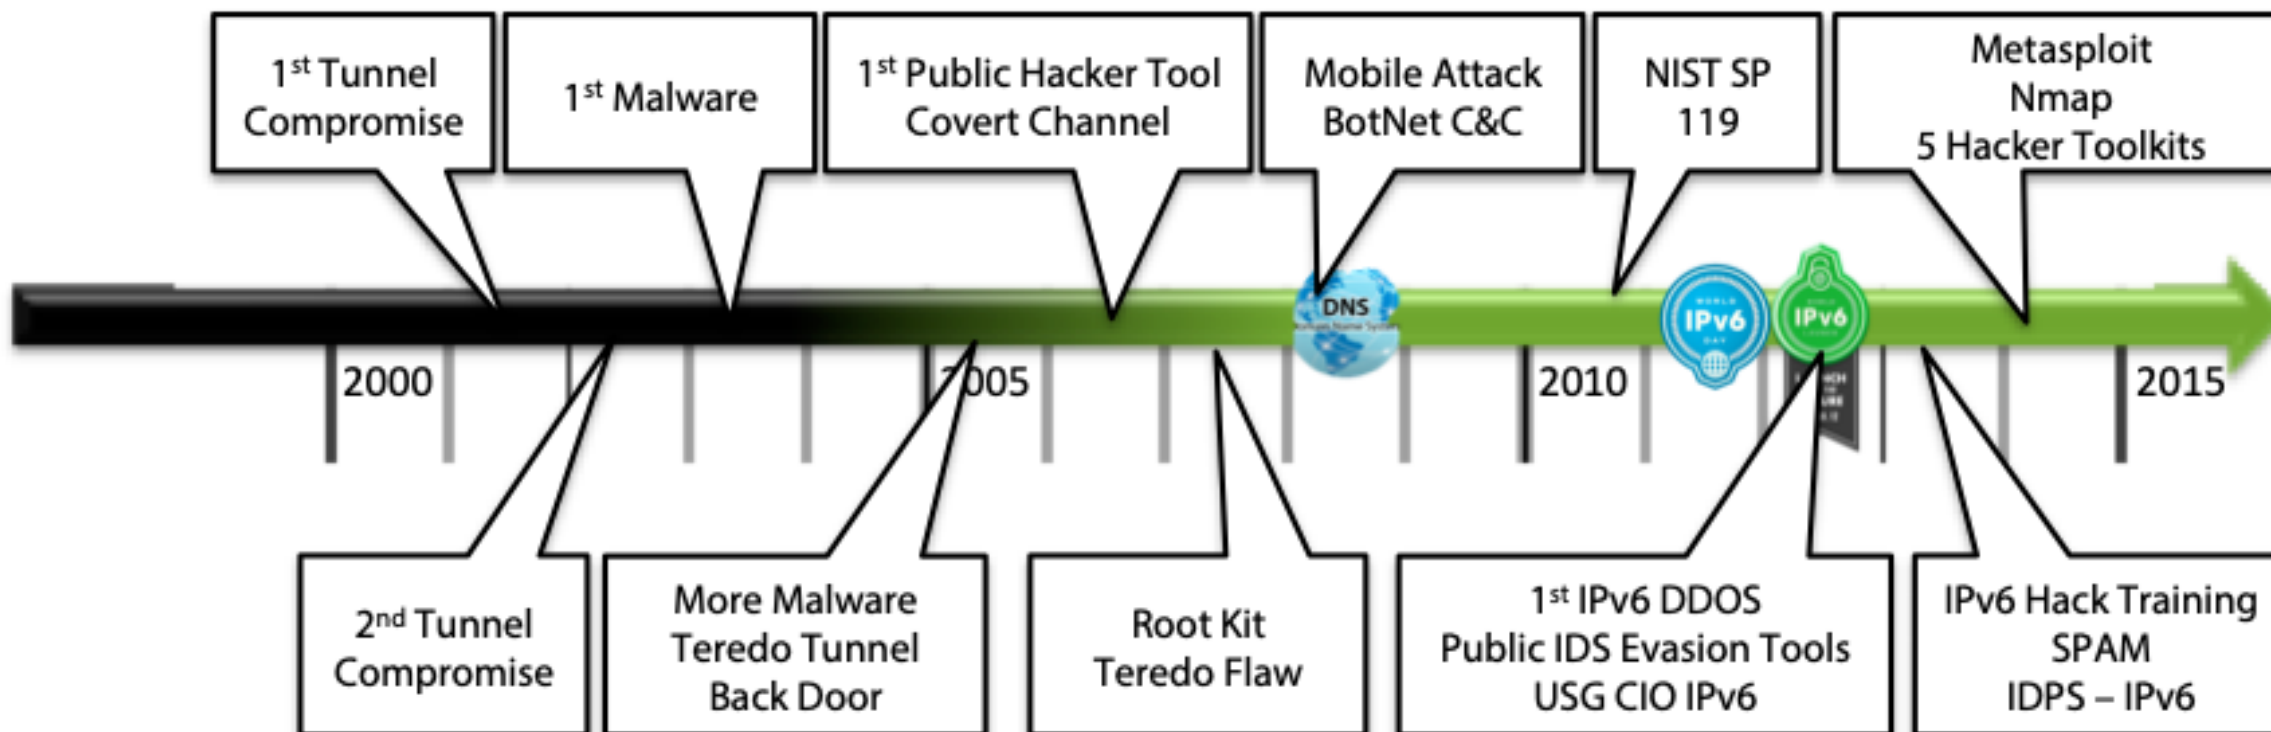 1st Tunnel
Compromise
1st Malware
1st Public Hacker Tool
Covert Channel
Mobile Attack
BotNet C&C
NIST SP
119
Metasploit
Nmap
5 Hacker Toolkits
DNS
WORLD
IPv6
DAY
IPv6
2000
2005
2010
2015
2nd Tunnel
Compromise
More Malware
Teredo Tunnel
Back Door
Root Kit
Teredo Flaw
1st IPv6 DDOS
Public IDS Evasion Tools
USG CIO IPv6
IPv6 Hack Training
SPAM
IDPS – IPv6